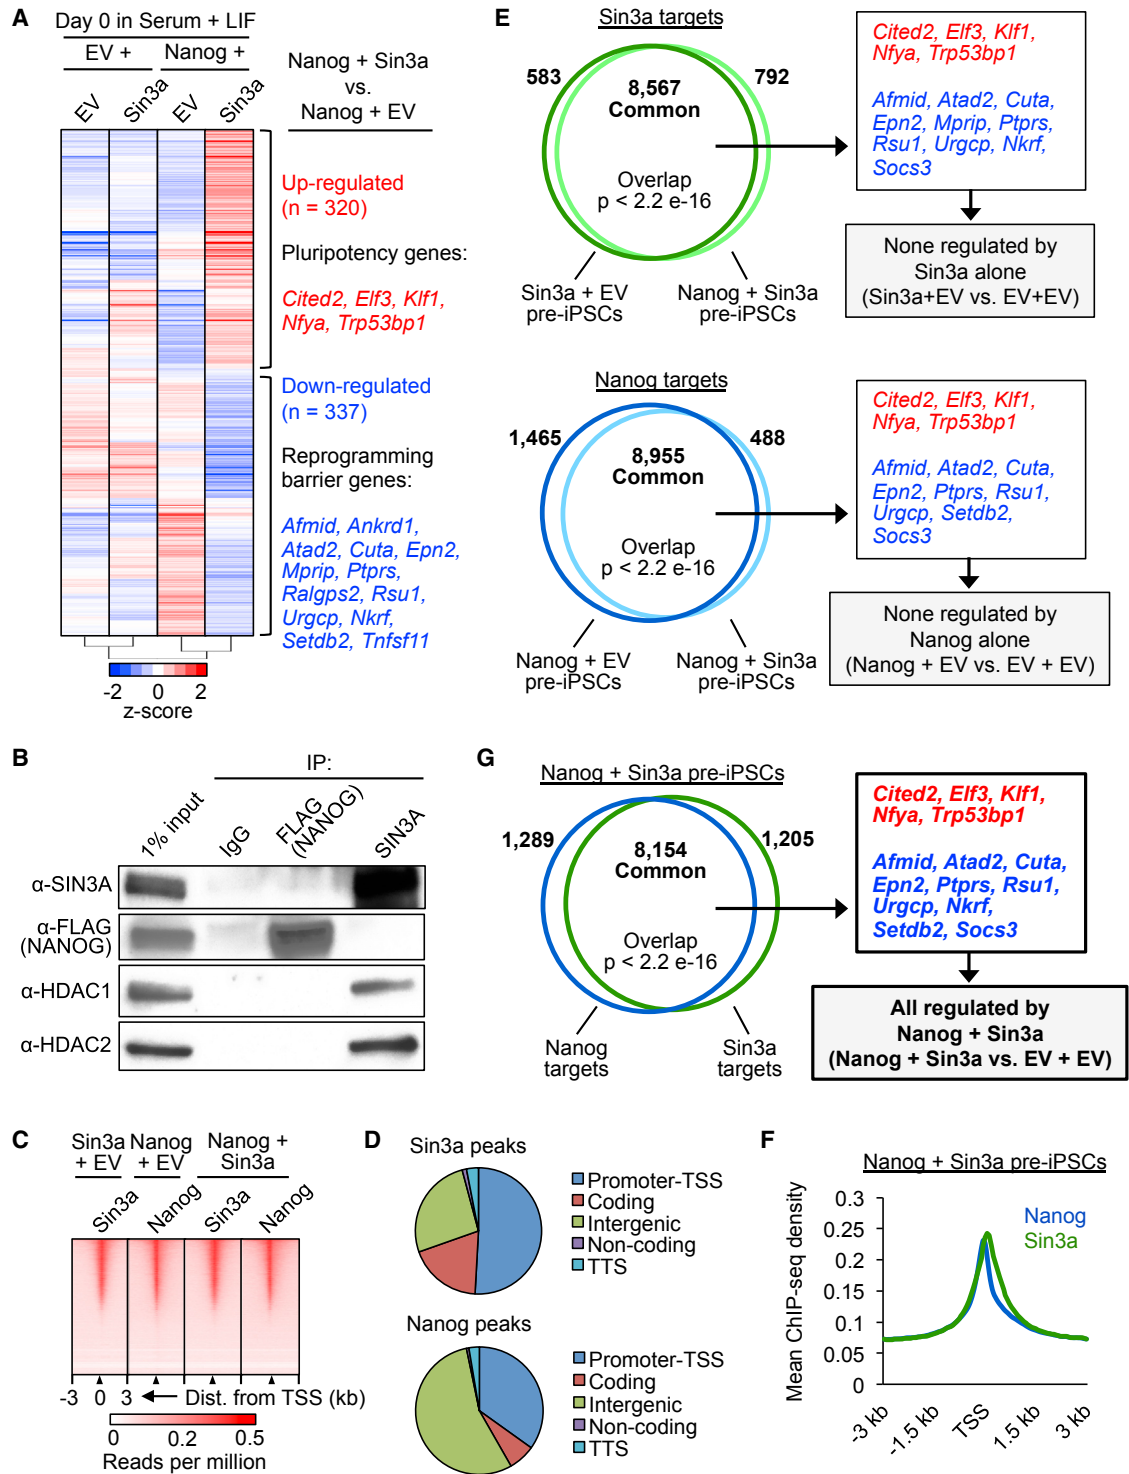 A
Day 0 in Serum + LIF
EV +
Nanog +
EV
Sin3a
EV
Sin3a
Nanog + Sin3a
vs.
Nanog + EV
Up-regulated
(n = 320)
Pluripotency genes:
Cited2, Elf3, Klf1,
Nfya, Trp53bp1
Down-regulated
(n = 337)
Reprogramming
barrier genes:
Afmid, Ankrd1,
Atad2, Cuta, Epn2,
Mprip, Ptprs,
Ralgps2, Rsu1,
Urgcp, Nkrf,
Setdb2, Tnfsf11
-2
0
2
z-score
B
IP:
1% input
IgG
FLAG
(NANOG)
SIN3A
α-SIN3A
α-FLAG
(NANOG)
α-HDAC1
α-HDAC2
C
Sin3a
+ EV
Nanog
+ EV
Nanog +
Sin3a
Sin3a
Nanog
Sin3a
Nanog
-3 0 3
Dist. from TSS (kb)
0 0.2 0.5
Reads per million
D
Sin3a peaks
Promoter-TSS
Coding
Intergenic
Non-coding
TTS
Nanog peaks
Promoter-TSS
Coding
Intergenic
Non-coding
TTS
E
Sin3a targets
583
8,567
Common
792
Overlap
p < 2.2 e-16
Sin3a + EV
pre-iPSCs
Nanog + Sin3a
pre-iPSCs
Cited2, Elf3, Klf1,
Nfya, Trp53bp1
Afmid, Atad2, Cuta,
Epn2, Mprip, Ptprs,
Rsu1, Urgcp, Nkrf,
Socs3
None regulated by
Sin3a alone
(Sin3a+EV vs. EV+EV)
Nanog targets
1,465
8,955
Common
488
Overlap
p < 2.2 e-16
Nanog + EV
pre-iPSCs
Nanog + Sin3a
pre-iPSCs
Cited2, Elf3, Klf1,
Nfya, Trp53bp1
Afmid, Atad2, Cuta,
Epn2, Ptprs, Rsu1,
Urgcp, Setdb2,
Socs3
None regulated by
Nanog alone
(Nanog + EV vs. EV + EV)
G
Nanog + Sin3a pre-iPSCs
1,289
8,154
Common
1,205
Overlap
p < 2.2 e-16
Nanog
targets
Sin3a
targets
Cited2, Elf3, Klf1,
Nfya, Trp53bp1
Afmid, Atad2, Cuta,
Epn2, Ptprs, Rsu1,
Urgcp, Nkrf,
Setdb2, Socs3
All regulated by
Nanog + Sin3a
(Nanog + Sin3a vs. EV + EV)
F
Nanog + Sin3a pre-iPSCs
Mean ChIP-seq density
0.3
0.25
0.2
0.15
0.1
0.05
0
Nanog
Sin3a
-3 kb
-1.5 kb
TSS
1.5 kb
3 kb